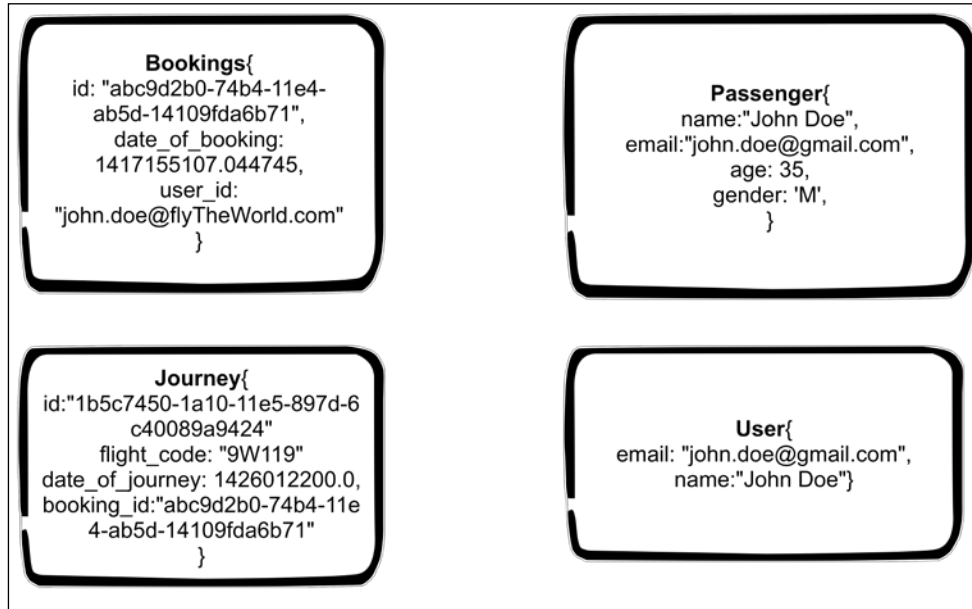 Bookings{
id: "abc9d2b0-74b4-11e4-
ab5d-14109fda6b71",
date_of_booking:
1417155107.044745,
user_id:
"john.doe@flyTheWorld.com"
}
Passenger{
name:"John Doe",
email:"john.doe@gmail.com",
age: 35,
gender: 'M',
}
Journey{
id:"1b5c7450-1a10-11e5-897d-6
c40089a9424"
flight_code: "9W119"
date_of_journey: 1426012200.0,
booking_id:"abc9d2b0-74b4-11e
4-ab5d-14109fda6b71"
}
User{
email: "john.doe@gmail.com",
name:"John Doe"}